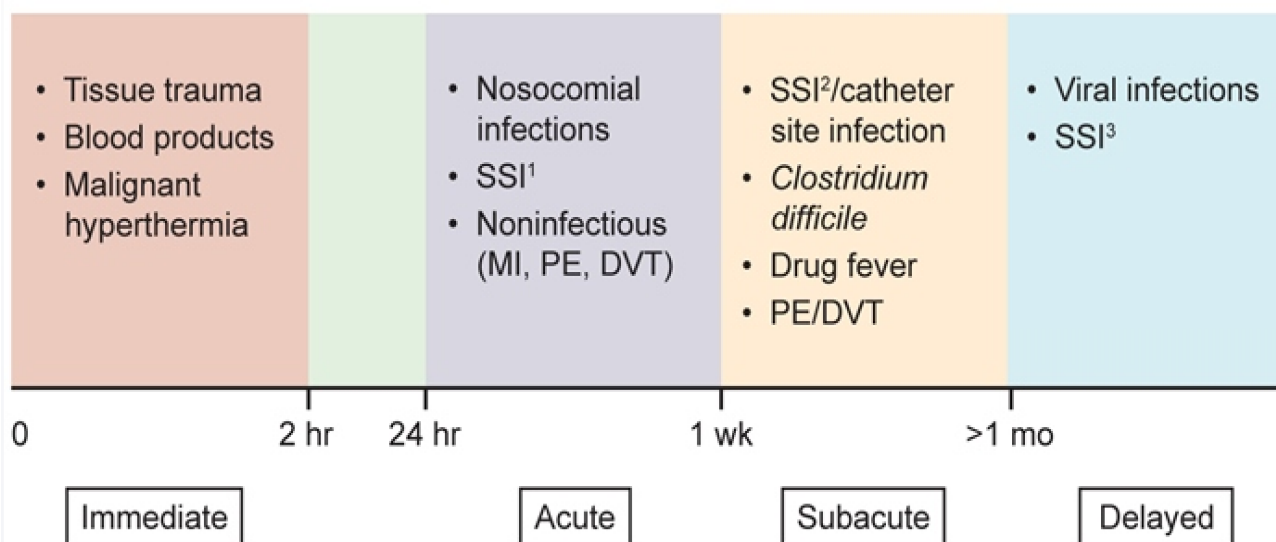 • Tissue trauma
• Blood products
• Malignant
hyperthermia
• Nosocomial
infections
• SSI¹
• Noninfectious
(MI, PE, DVT)
• SSI²/catheter
site infection
• Clostridium
difficile
• Drug fever
• PE/DVT
• Viral infections
• SSI³
0
2 hr
24 hr
1 wk
>1 mo
Immediate
Acute
Subacute
Delayed